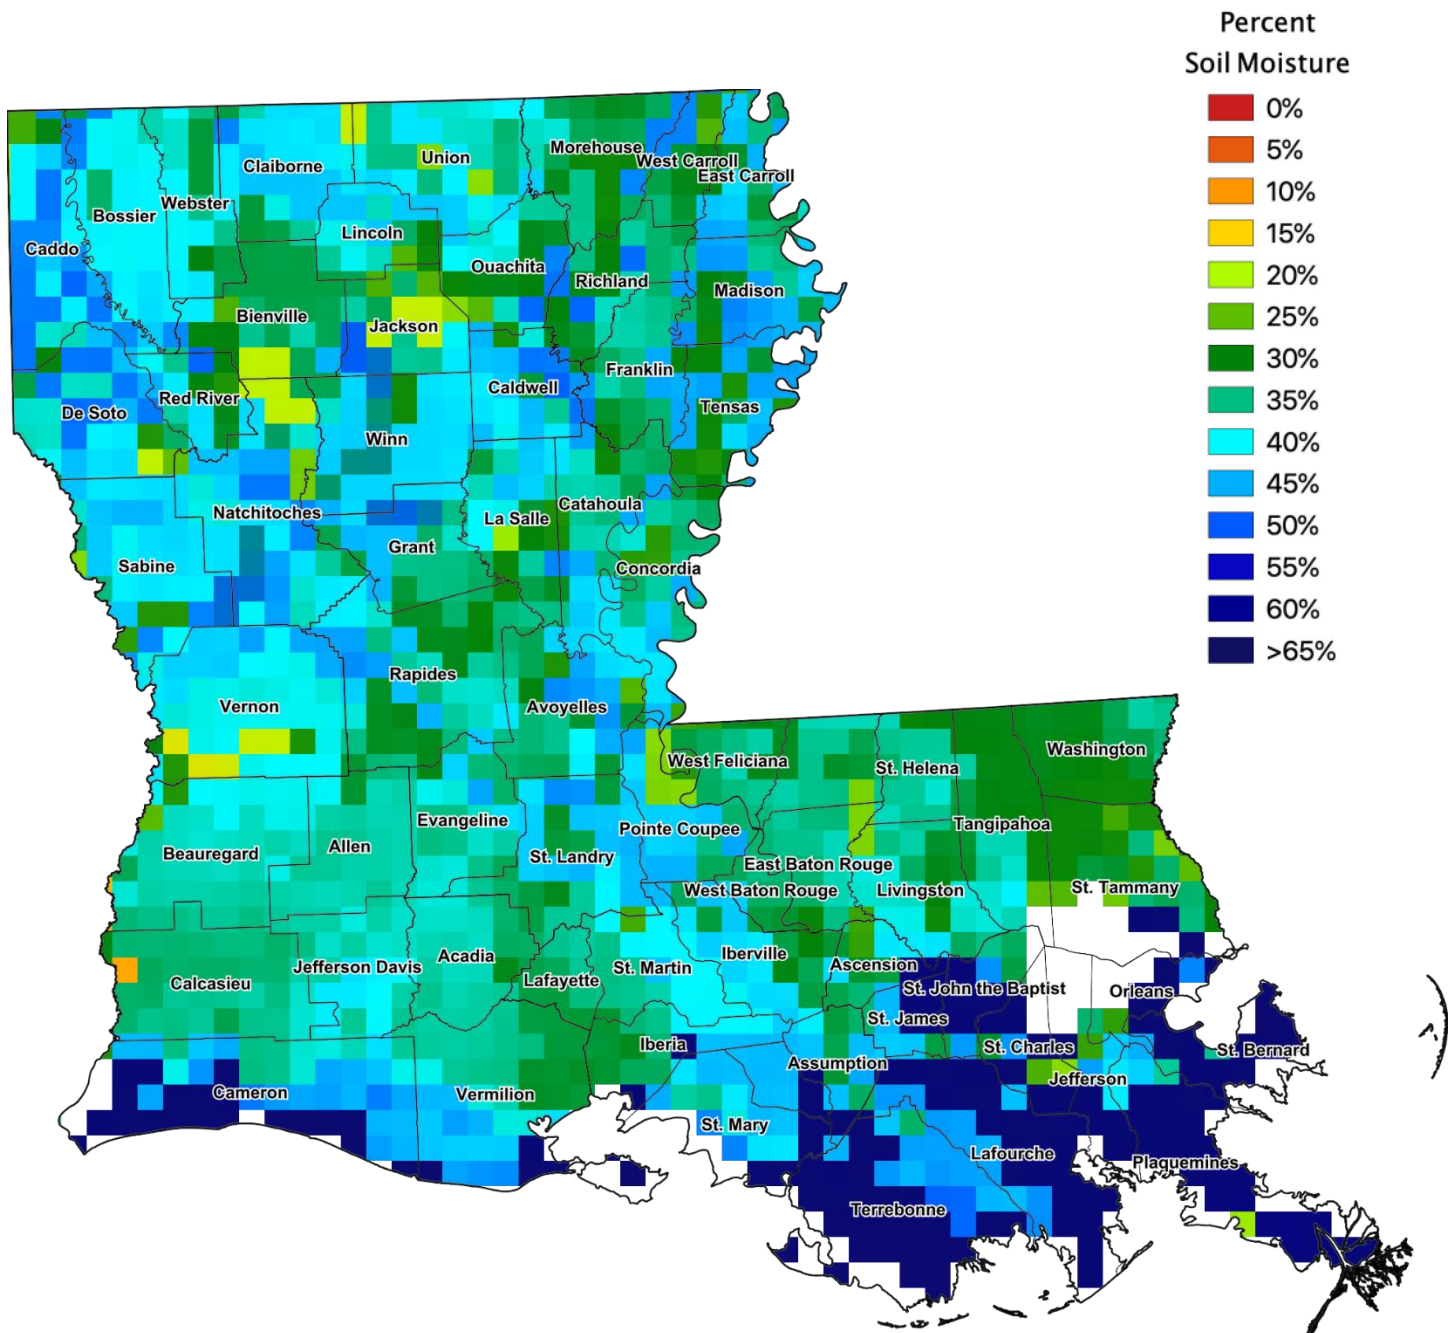 Percent
Soil Moisture
0%
5%
10%
15%
20%
25%
30%
35%
40%
45%
50%
55%
60%
>65%
Morehouse
West Carroll
East Carroll
Union
Claiborne
Webster
Bossier
Lincoln
Caddo
Ouachita
Richland
Madison
Bienville
Jackson
Franklin
Caldwell
Red River
De Soto
Tensas
Winn
Natchitoches
La Salle
Catahoula
Grant
Sabine
Concordia
Rapides
Vernon
Avoyelles
West Feliciana
St. Helena
Washington
Evangeline
Pointe Coupee
Tangipahoa
Beauregard
Allen
St. Landry
East Baton Rouge
West Baton Rouge
Livingston
St. Tammany
Acadia
Iberville
Jefferson Davis
St. Martin
Ascension
Calcasieu
Lafayette
St. John the Baptist
Orleans
St. James
Iberia
St. Charles
St. Bernard
Assumption
Jefferson
Cameron
Vermilion
St. Mary
Lafourche
Plaquemines
Terrebonne